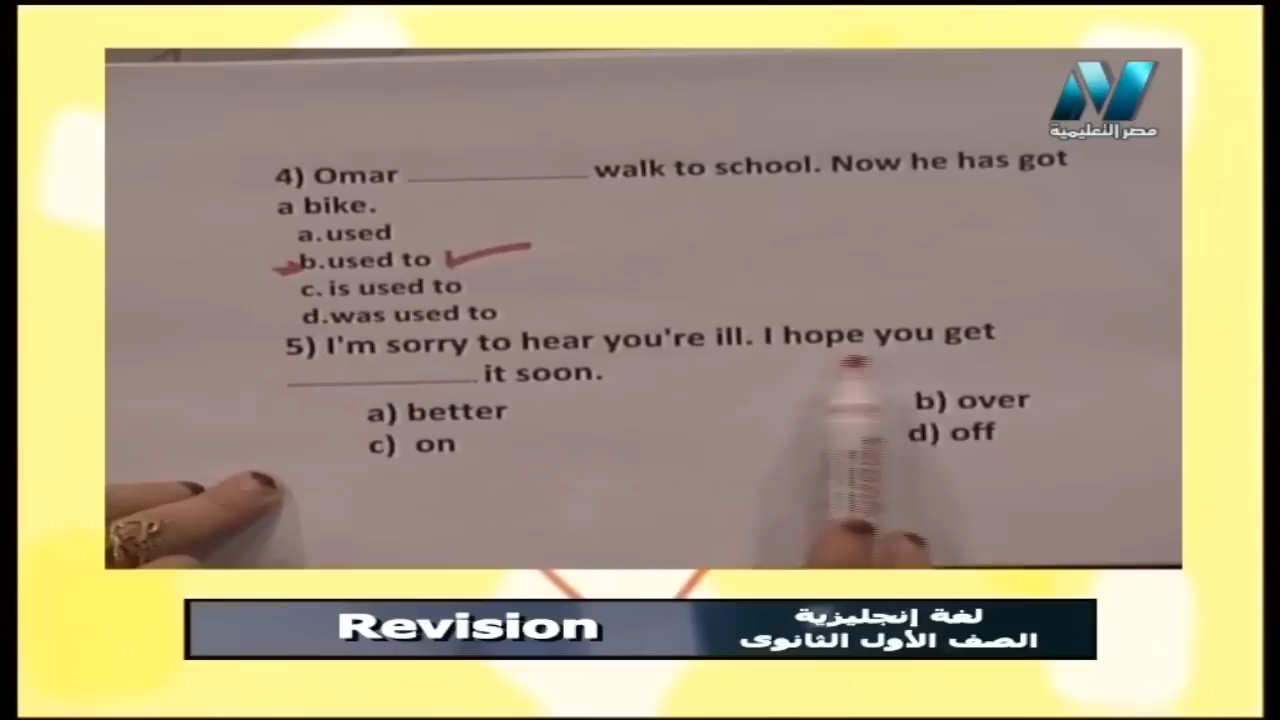 مصر التعليمية
4) Omar ____________ walk to school. Now he has got
a bike.
a. used
b. used to
c. is used to
d. was used to
5) I'm sorry to hear you're ill. I hope you get
____________ it soon.
a) better b) over
c) on d) off
Revision
لغة إنجليزية
الصف الأول الثانوى